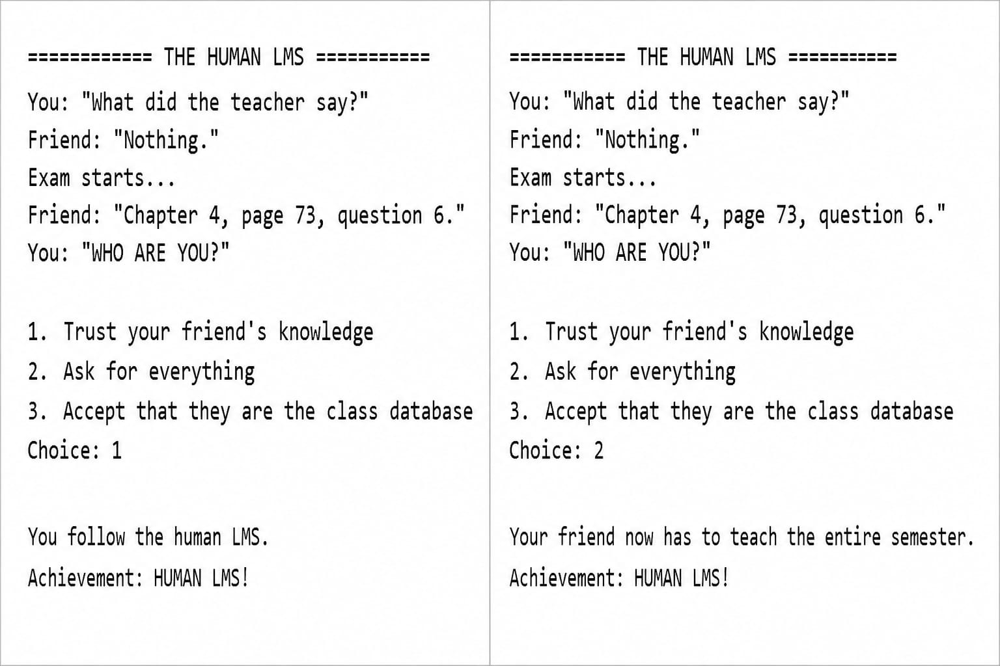 ============ THE HUMAN LMS ===========
You: "What did the teacher say?"
Friend: "Nothing."
Exam starts...
Friend: "Chapter 4, page 73, question 6."
You: "WHO ARE YOU?"
1. Trust your friend's knowledge
2. Ask for everything
3. Accept that they are the class database
Choice: 1
You follow the human LMS.
Achievement: HUMAN LMS!
=========== THE HUMAN LMS ===========
You: "What did the teacher say?"
Friend: "Nothing."
Exam starts...
Friend: "Chapter 4, page 73, question 6."
You: "WHO ARE YOU?"
1. Trust your friend's knowledge
2. Ask for everything
3. Accept that they are the class database
Choice: 2
Your friend now has to teach the entire semester.
Achievement: HUMAN LMS!